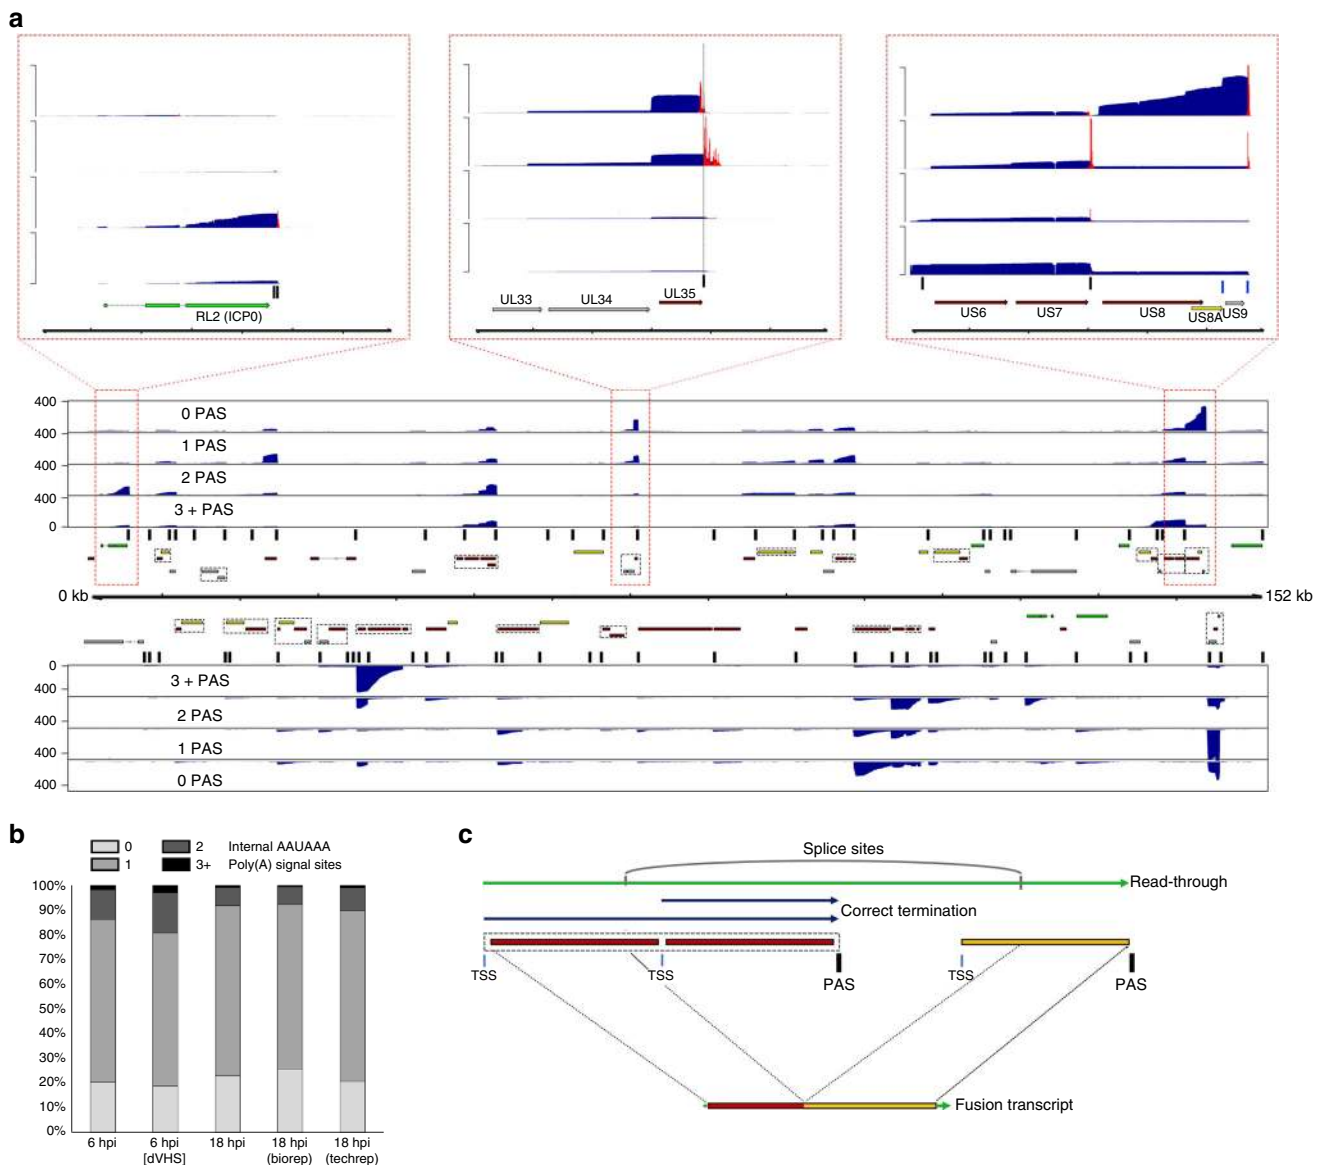 a
RL2 (ICP0)
UL33
UL34
UL35
US6
US7
US8
US8A
US9
400
0 PAS
400
1 PAS
400
2 PAS
400
3 + PAS
0
0 kb
152 kb
0
3 + PAS
400
2 PAS
400
1 PAS
400
0 PAS
400
b
0
2
Internal AAUAAA
1
3+
Poly(A) signal sites
100%
90%
80%
70%
60%
50%
40%
30%
20%
10%
0%
6 hpi
6 hpi
[dVHS]
18 hpi
18 hpi
(biorep)
18 hpi
(techrep)
c
Splice sites
Read-through
Correct termination
TSS
TSS
PAS
TSS
PAS
Fusion transcript